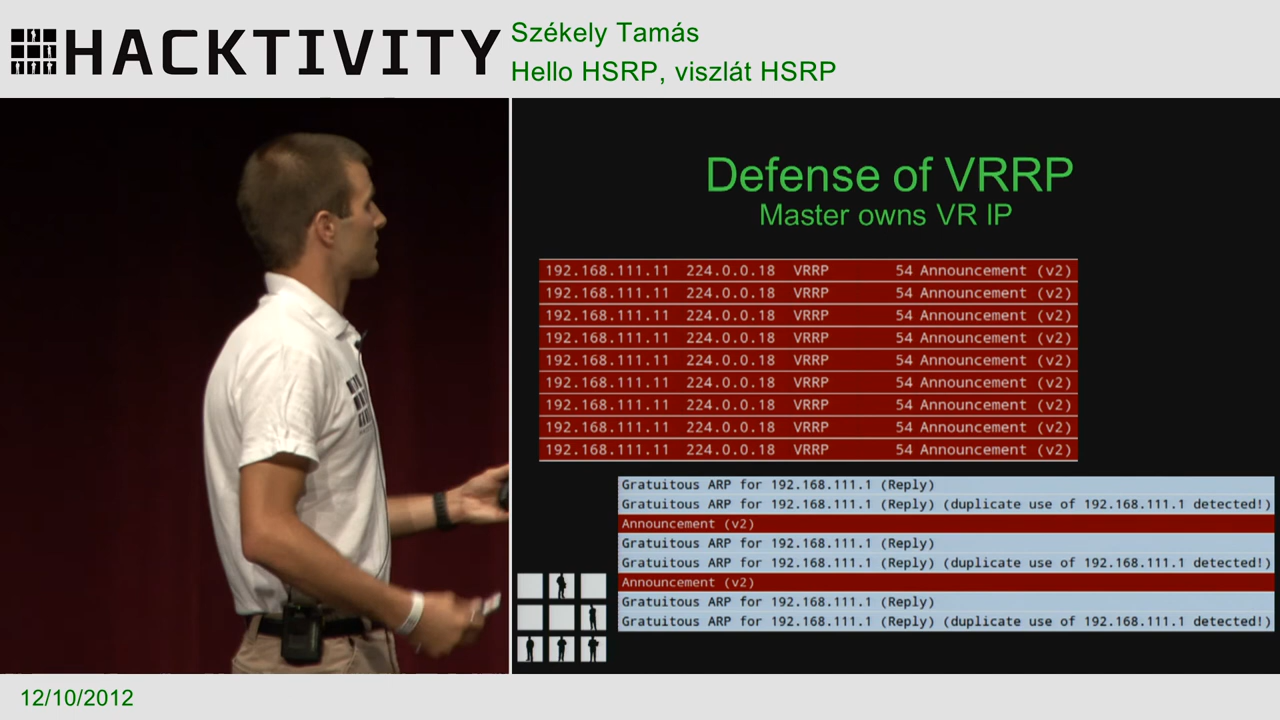 HACKTIVITY
Székely Tamás
Hello HSRP, viszlát HSRP
Defense of VRRP
Master owns VR IP
192.168.111.11 224.0.0.18 VRRP 54 Announcement (v2)
192.168.111.11 224.0.0.18 VRRP 54 Announcement (v2)
192.168.111.11 224.0.0.18 VRRP 54 Announcement (v2)
192.168.111.11 224.0.0.18 VRRP 54 Announcement (v2)
192.168.111.11 224.0.0.18 VRRP 54 Announcement (v2)
192.168.111.11 224.0.0.18 VRRP 54 Announcement (v2)
192.168.111.11 224.0.0.18 VRRP 54 Announcement (v2)
192.168.111.11 224.0.0.18 VRRP 54 Announcement (v2)
192.168.111.11 224.0.0.18 VRRP 54 Announcement (v2)
Gratuitous ARP for 192.168.111.1 (Reply)
Gratuitous ARP for 192.168.111.1 (Reply) (duplicate use of 192.168.111.1 detected!)
Announcement (v2)
Gratuitous ARP for 192.168.111.1 (Reply)
Gratuitous ARP for 192.168.111.1 (Reply) (duplicate use of 192.168.111.1 detected!)
Announcement (v2)
Gratuitous ARP for 192.168.111.1 (Reply)
Gratuitous ARP for 192.168.111.1 (Reply) (duplicate use of 192.168.111.1 detected!)
12/10/2012